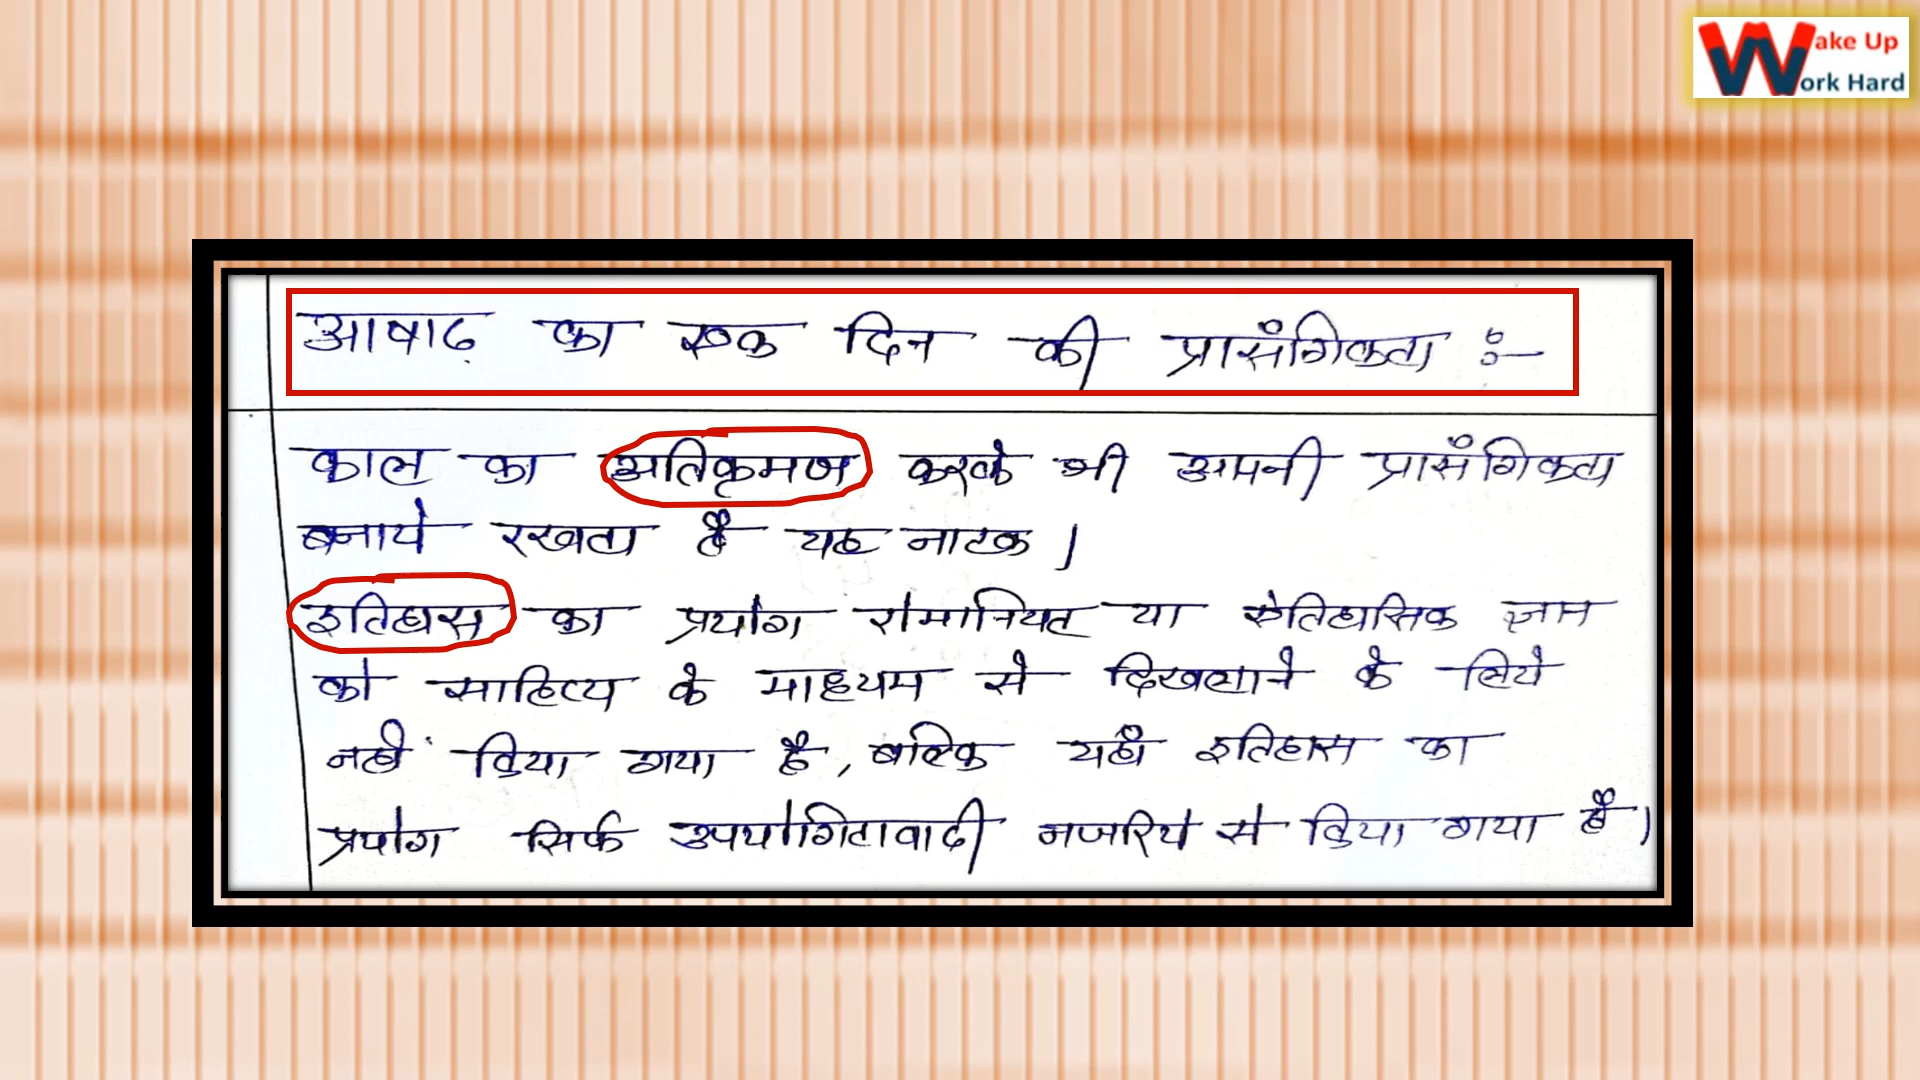 Wake Up
Work Hard
आषाढ़ का एक दिन की प्रासंगिकता :-
काल का अतिक्रमण करके भी अपनी प्रासंगिकता
बनाये रखता है यह नाटक।
इतिहास का प्रयोग रोमानियत या ऐतिहासिक ज्ञान
को साहित्य के माध्यम से दिखलाने के लिये
नहीं किया गया है, बल्कि यहाँ इतिहास का
प्रयोग सिर्फ उपयोगितावादी नजरिये से किया गया है।